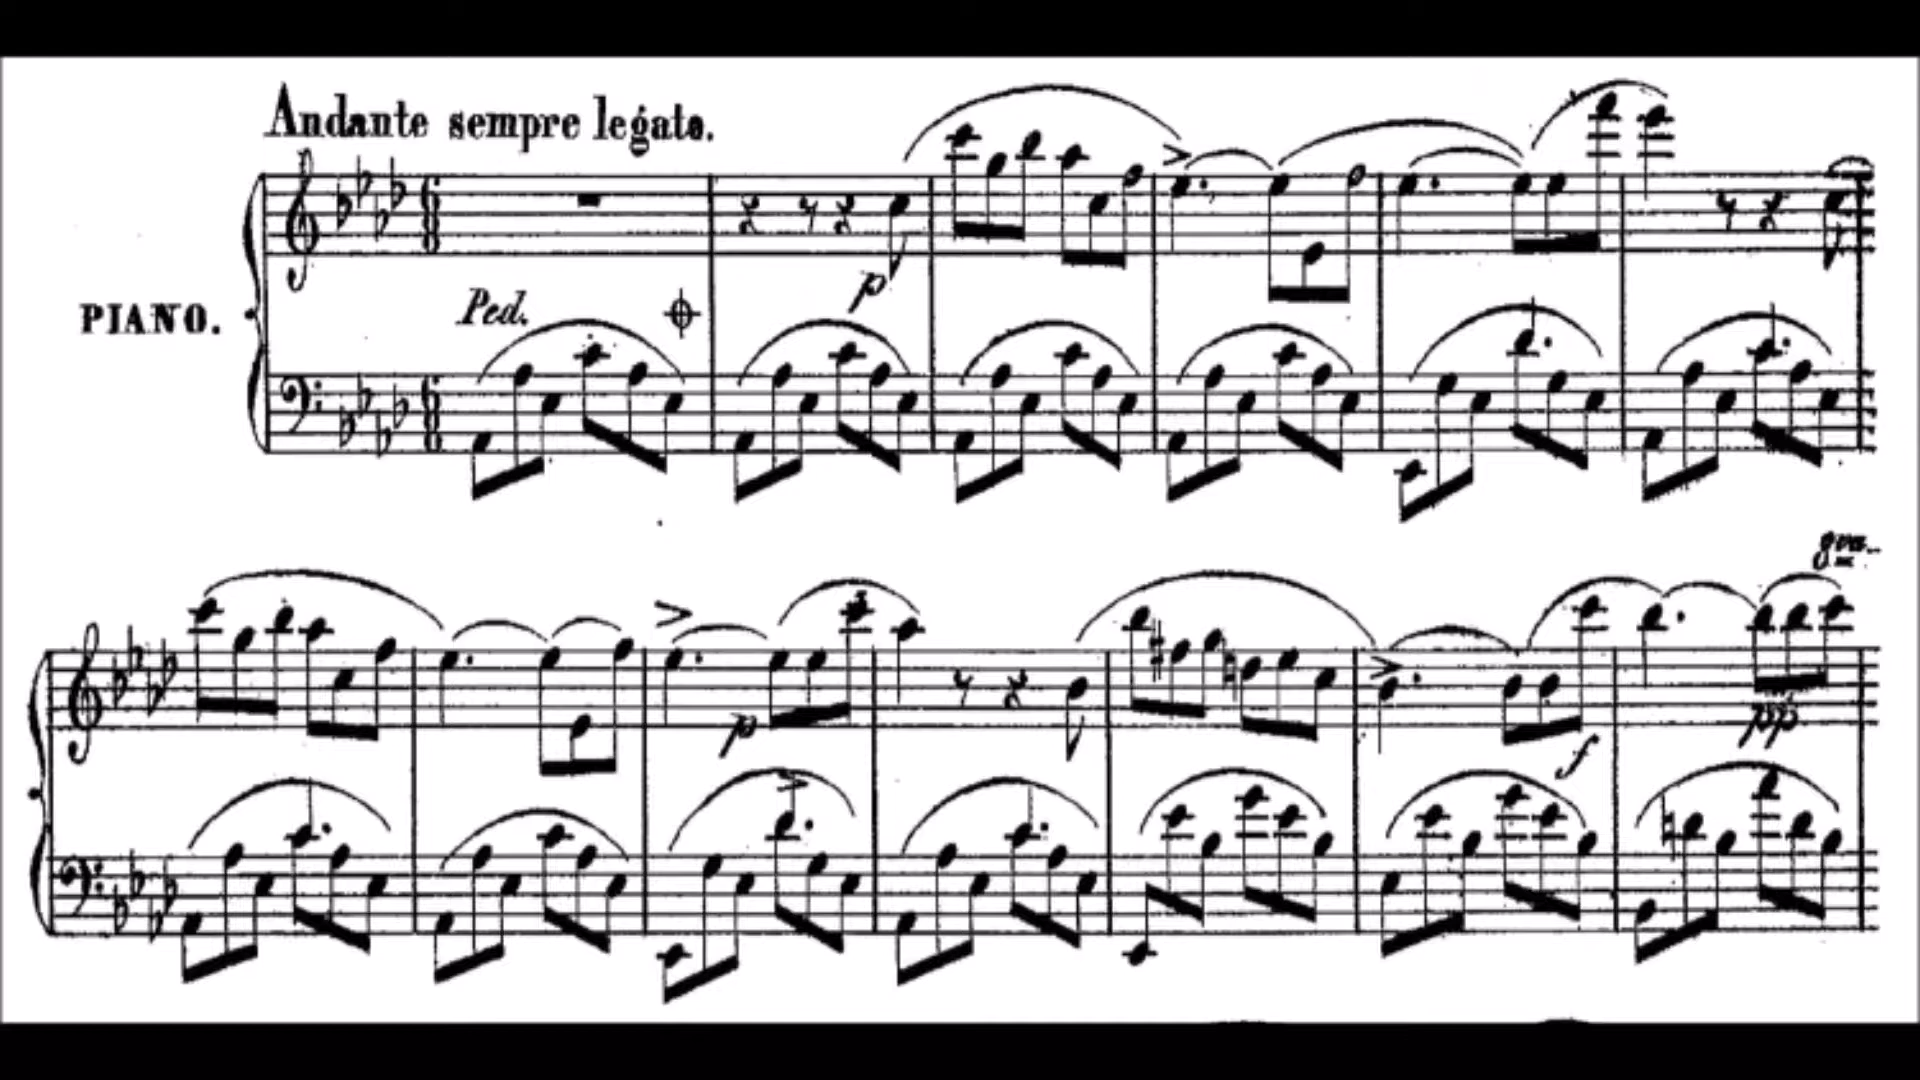 Andante sempre legato.
p
Ped.
PIANO.
8va
p
f
pp